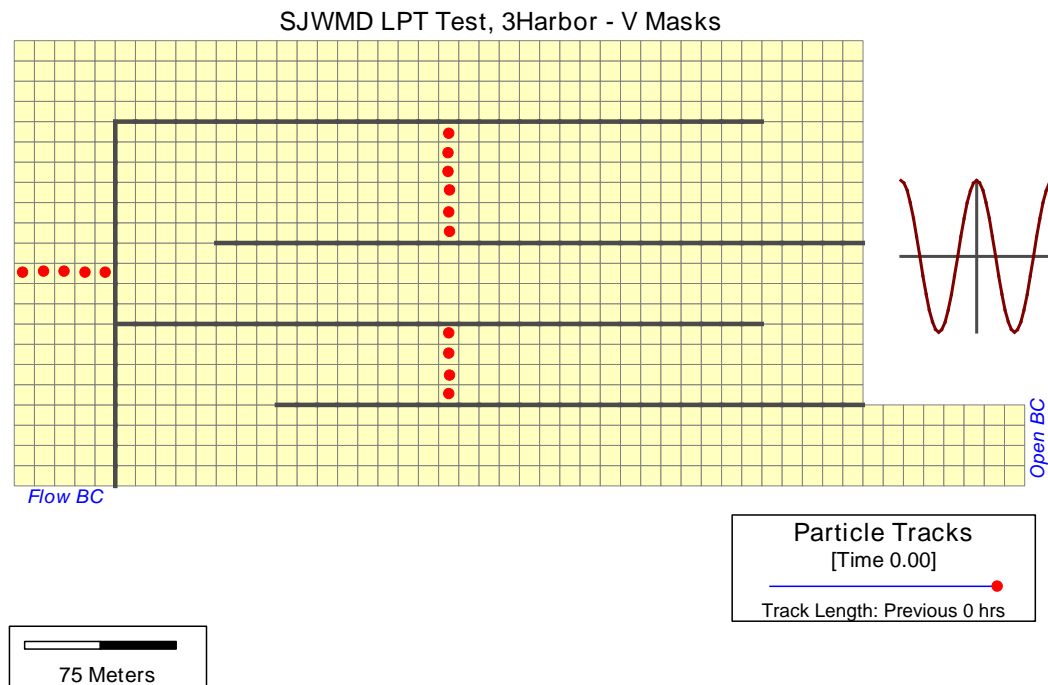 SJWMD LPT Test, 3Harbor - V Masks
Open BC
Flow BC
Particle Tracks
[Time 0.00]
Track Length: Previous 0 hrs
75 Meters